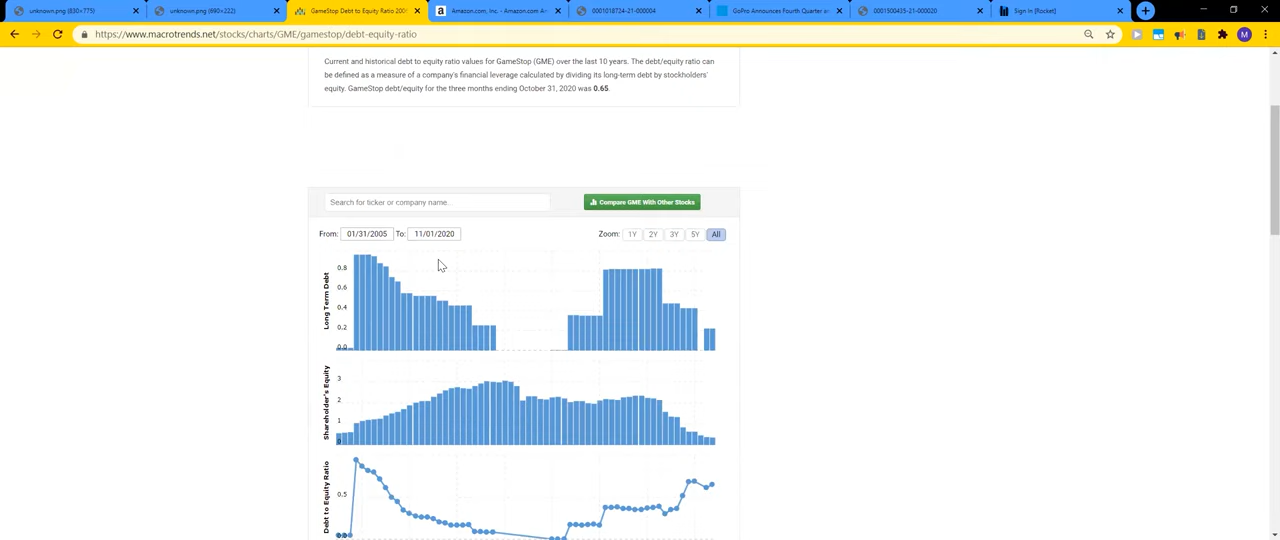 unknown.png (830×775)
unknown.png (690×222)
GameStop Debt to Equity Ratio 200
Amazon.com, Inc. - Amazon.com A
0001018724-21-000004
GoPro Announces Fourth Quarter a
0001500435-21-000020
Sign In [Rocket]
https://www.macrotrends.net/stocks/charts/GME/gamestop/debt-equity-ratio
M
Current and historical debt to equity ratio values for GameStop (GME) over the last 10 years. The debt/equity ratio can
be defined as a measure of a company's financial leverage calculated by dividing its long-term debt by stockholders'
equity. GameStop debt/equity for the three months ending October 31, 2020 was 0.65.
Search for ticker or company name...
Compare GME With Other Stocks
From: 01/31/2005 To: 11/01/2020
Zoom: 1Y 2Y 3Y 5Y All
Long Term Debt
0.8
0.6
0.4
0.2
0.0
Shareholder's Equity
3
2
1
0
Debt to Equity Ratio
0.5
0.0